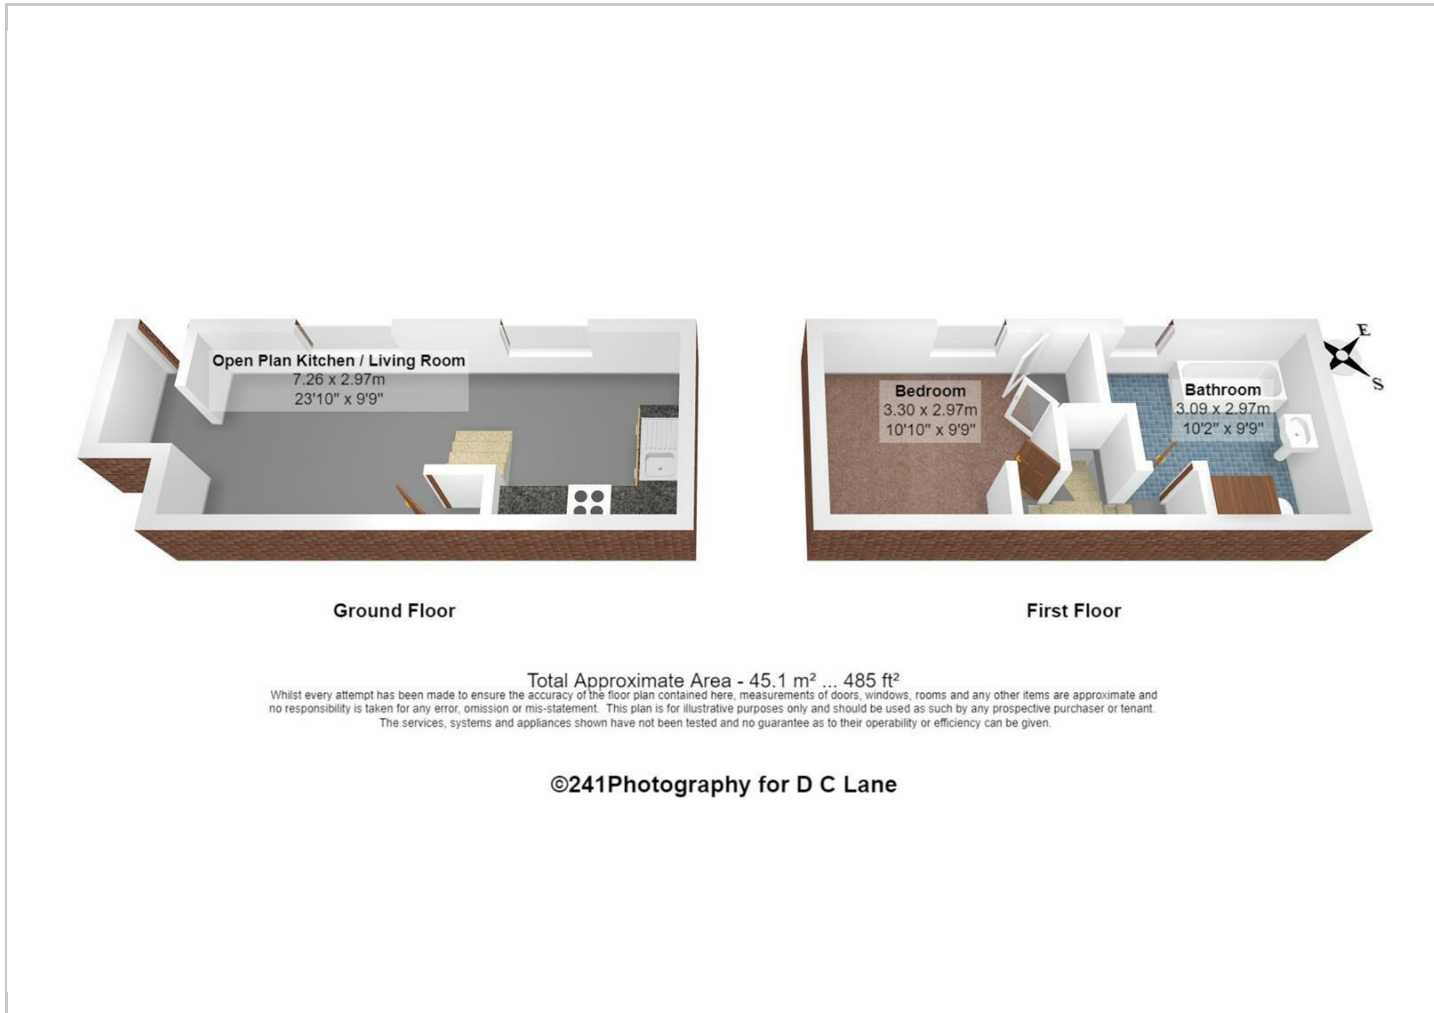 Open Plan Kitchen / Living Room
7.26 x 2.97m
23'10" x 9'9"
Bedroom
3.30 x 2.97m
10'10" x 9'9"
Bathroom
3.09 x 2.97m
10'2" x 9'9"
E
S
Ground Floor
First Floor
Total Approximate Area - 45.1 m² ... 485 ft²
Whilst every attempt has been made to ensure the accuracy of the floor plan contained here, measurements of doors, windows, rooms and any other items are approximate and
no responsibility is taken for any error, omission or mis-statement. This plan is for illustrative purposes only and should be used as such by any prospective purchaser or tenant.
The services, systems and appliances shown have not been tested and no guarantee as to their operability or efficiency can be given.
©241Photography for D C Lane